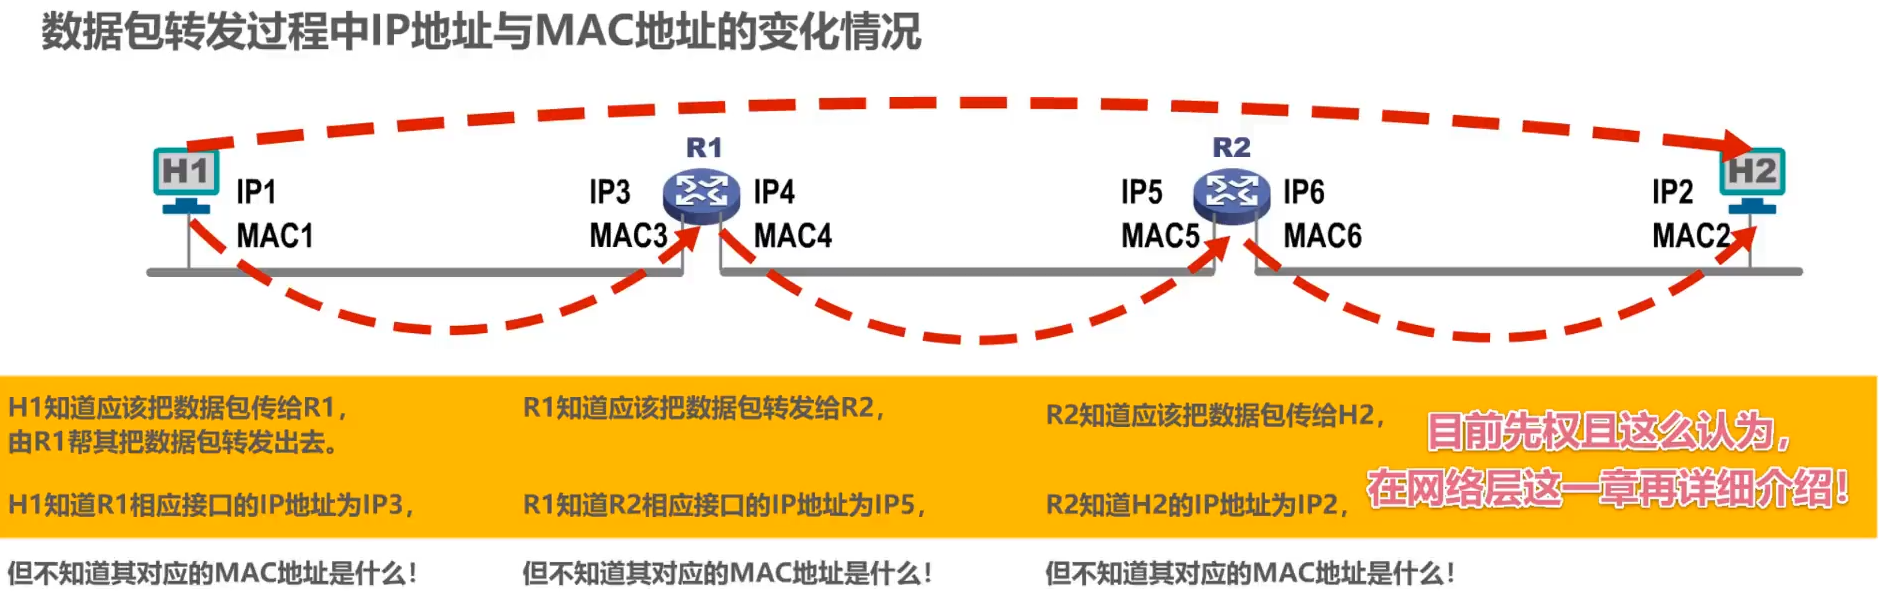 数据包转发过程中IP地址与MAC地址的变化情况
H1
IP1
MAC1
R1
IP3
MAC3
IP4
MAC4
R2
IP5
MAC5
IP6
MAC6
H2
IP2
MAC2
H1知道应该把数据包传给R1，
由R1帮其把数据包转发出去。
H1知道R1相应接口的IP地址为IP3，
但不知道其对应的MAC地址是什么！
R1知道应该把数据包转发给R2，
R1知道R2相应接口的IP地址为IP5，
但不知道其对应的MAC地址是什么！
R2知道应该把数据包传给H2，
R2知道H2的IP地址为IP2，
但不知道其对应的MAC地址是什么！
目前先权且这么认为，
在网络层这一章再详细介绍！